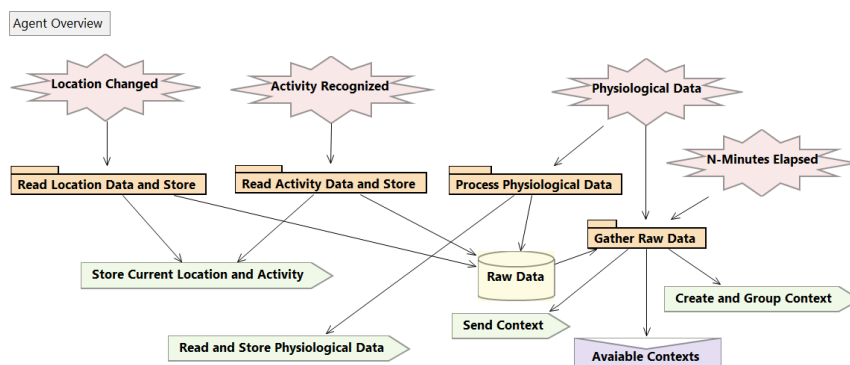 Agent Overview
Location Changed
Activity Recognized
Physiological Data
N-Minutes Elapsed
Read Location Data and Store
Read Activity Data and Store
Process Physiological Data
Gather Raw Data
Store Current Location and Activity
Raw Data
Create and Group Context
Send Context
Read and Store Physiological Data
Avaiable Contexts